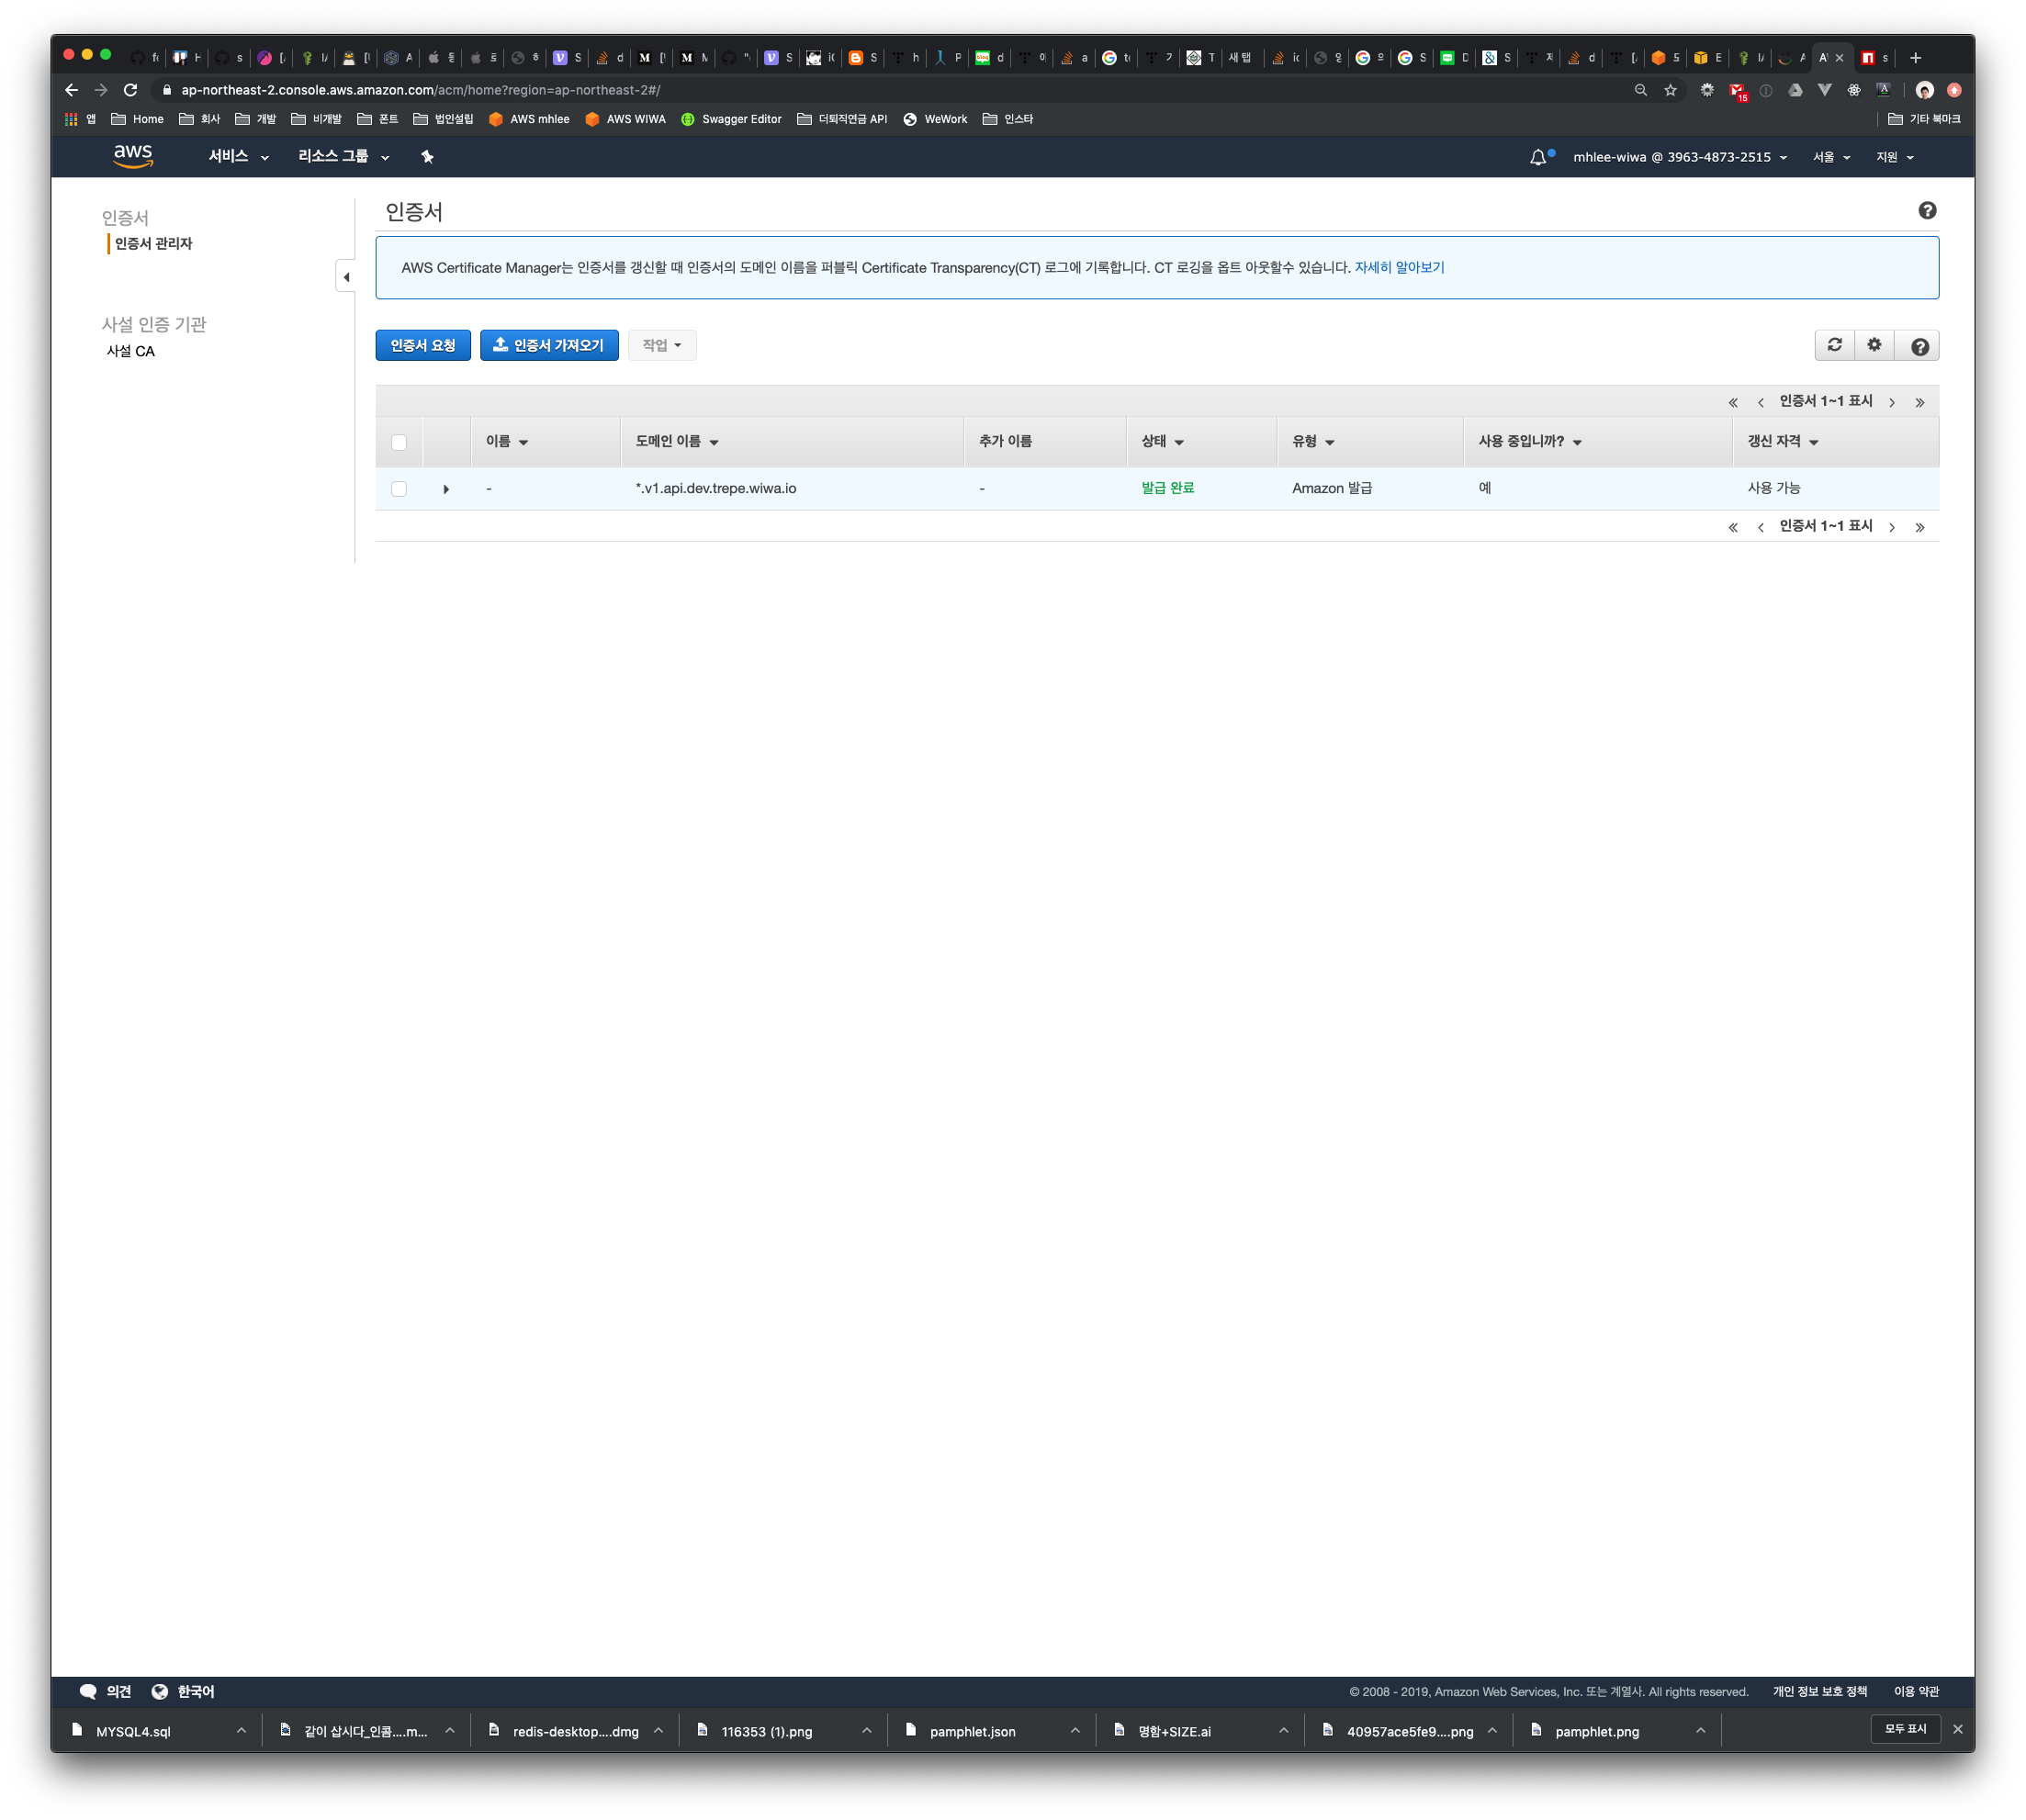 ap-northeast-2.console.aws.amazon.com/acm/home?region=ap-northeast-2#/
15
앱 Home 회사 개발 비개발 폰트 법인설립 AWS mhlee AWS WIWA Swagger Editor 더퇴직연금 API WeWork 인스타 기타 북마크
aws 서비스 리소스 그룹 mhlee-wiwa @ 3963-4873-2515 서울 지원
인증서
인증서 관리자
사설 인증 기관
사설 CA
인증서
AWS Certificate Manager는 인증서를 갱신할 때 인증서의 도메인 이름을 퍼블릭 Certificate Transparency(CT) 로그에 기록합니다. CT 로깅을 옵트 아웃할수 있습니다. 자세히 알아보기
인증서 요청 인증서 가져오기 작업
« ‹ 인증서 1~1 표시 › »
이름 도메인 이름 추가 이름 상태 유형 사용 중입니까? 갱신 자격
- *.v1.api.dev.trepe.wiwa.io - 발급 완료 Amazon 발급 예 사용 가능
« ‹ 인증서 1~1 표시 › »
의견 한국어 © 2008 - 2019, Amazon Web Services, Inc. 또는 계열사. All rights reserved. 개인 정보 보호 정책 이용 약관
MYSQL4.sql 같이 삽시다_인콤....m... redis-desktop....dmg 116353 (1).png pamphlet.json 명함+SIZE.ai 40957ace5fe9....png pamphlet.png 모두 표시